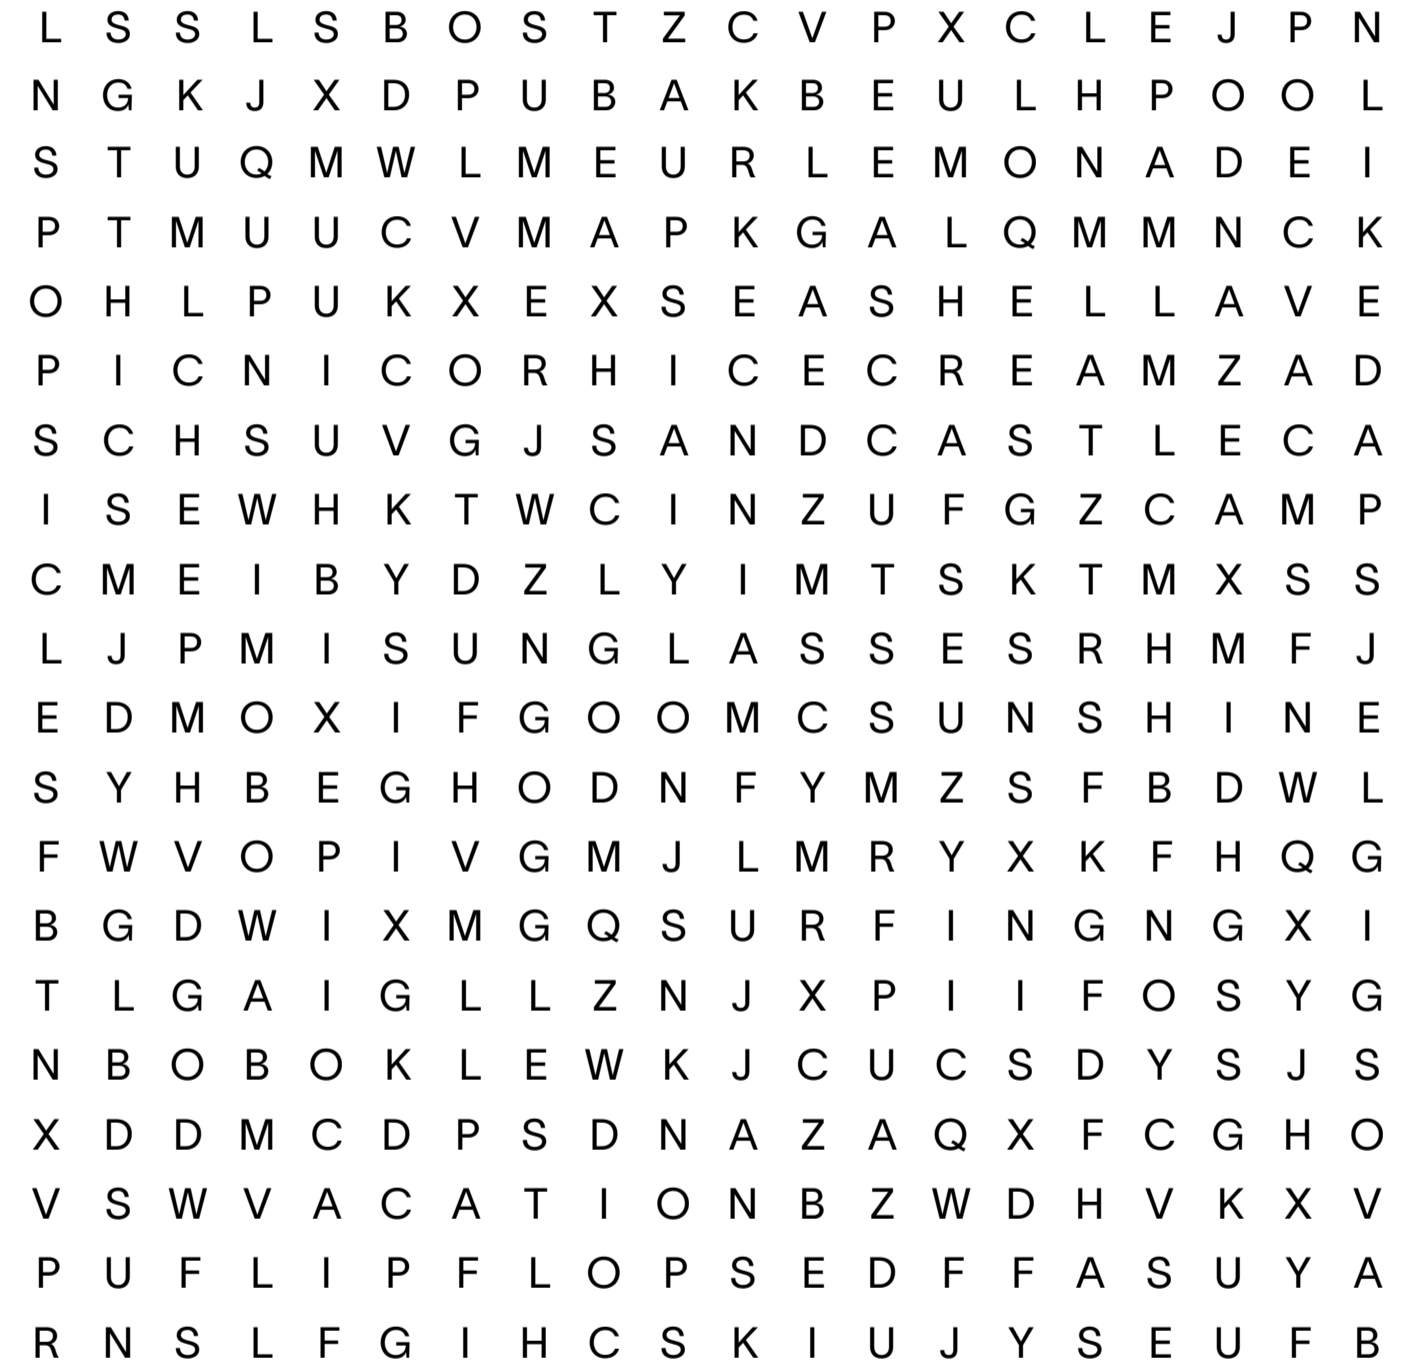 L S S L S B O S T Z C V P X C L E J P N
N G K J X D P U B A K B E U L H P O O L
S T U Q M W L M E U R L E M O N A D E I
P T M U U C V M A P K G A L Q M M N C K
O H L P U K X E X S E A S H E L L A V E
P I C N I C O R H I C E C R E A M Z A D
S C H S U V G J S A N D C A S T L E C A
I S E W H K T W C I N Z U F G Z C A M P
C M E I B Y D Z L Y I M T S K T M X S S
L J P M I S U N G L A S S E S R H M F J
E D M O X I F G O O M C S U N S H I N E
S Y H B E G H O D N F Y M Z S F B D W L
F W V O P I V G M J L M R Y X K F H Q G
B G D W I X M G Q S U R F I N G N G X I
T L G A I G L L Z N J X P I I F O S Y G
N B O B O K L E W K J C U C S D Y S J S
X D D M C D P S D N A Z A Q X F C G H O
V S W V A C A T I O N B Z W D H V K X V
P U F L I P F L O P S E D F F A S U Y A
R N S L F G I H C S K I U J Y S E U F B